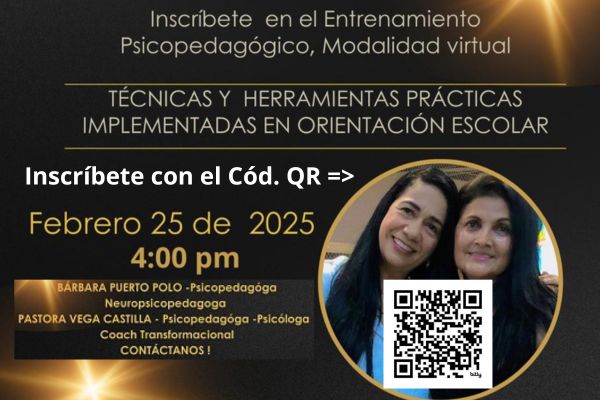 Inscríbete en el Entrenamiento
Psicopedagógico, Modalidad virtual
TÉCNICAS Y HERRAMIENTAS PRÁCTICAS
IMPLEMENTADAS EN ORIENTACIÓN ESCOLAR
Inscríbete con el Cód. QR =>
Febrero 25 de 2025
4:00 pm
BÁRBARA PUERTO POLO -Psicopedagóga
Neuropsicopedagoga
PASTORA VEGA CASTILLA - Psicopedagóga -Psicóloga
Coach Transformacional
CONTÁCTANOS !
bitly